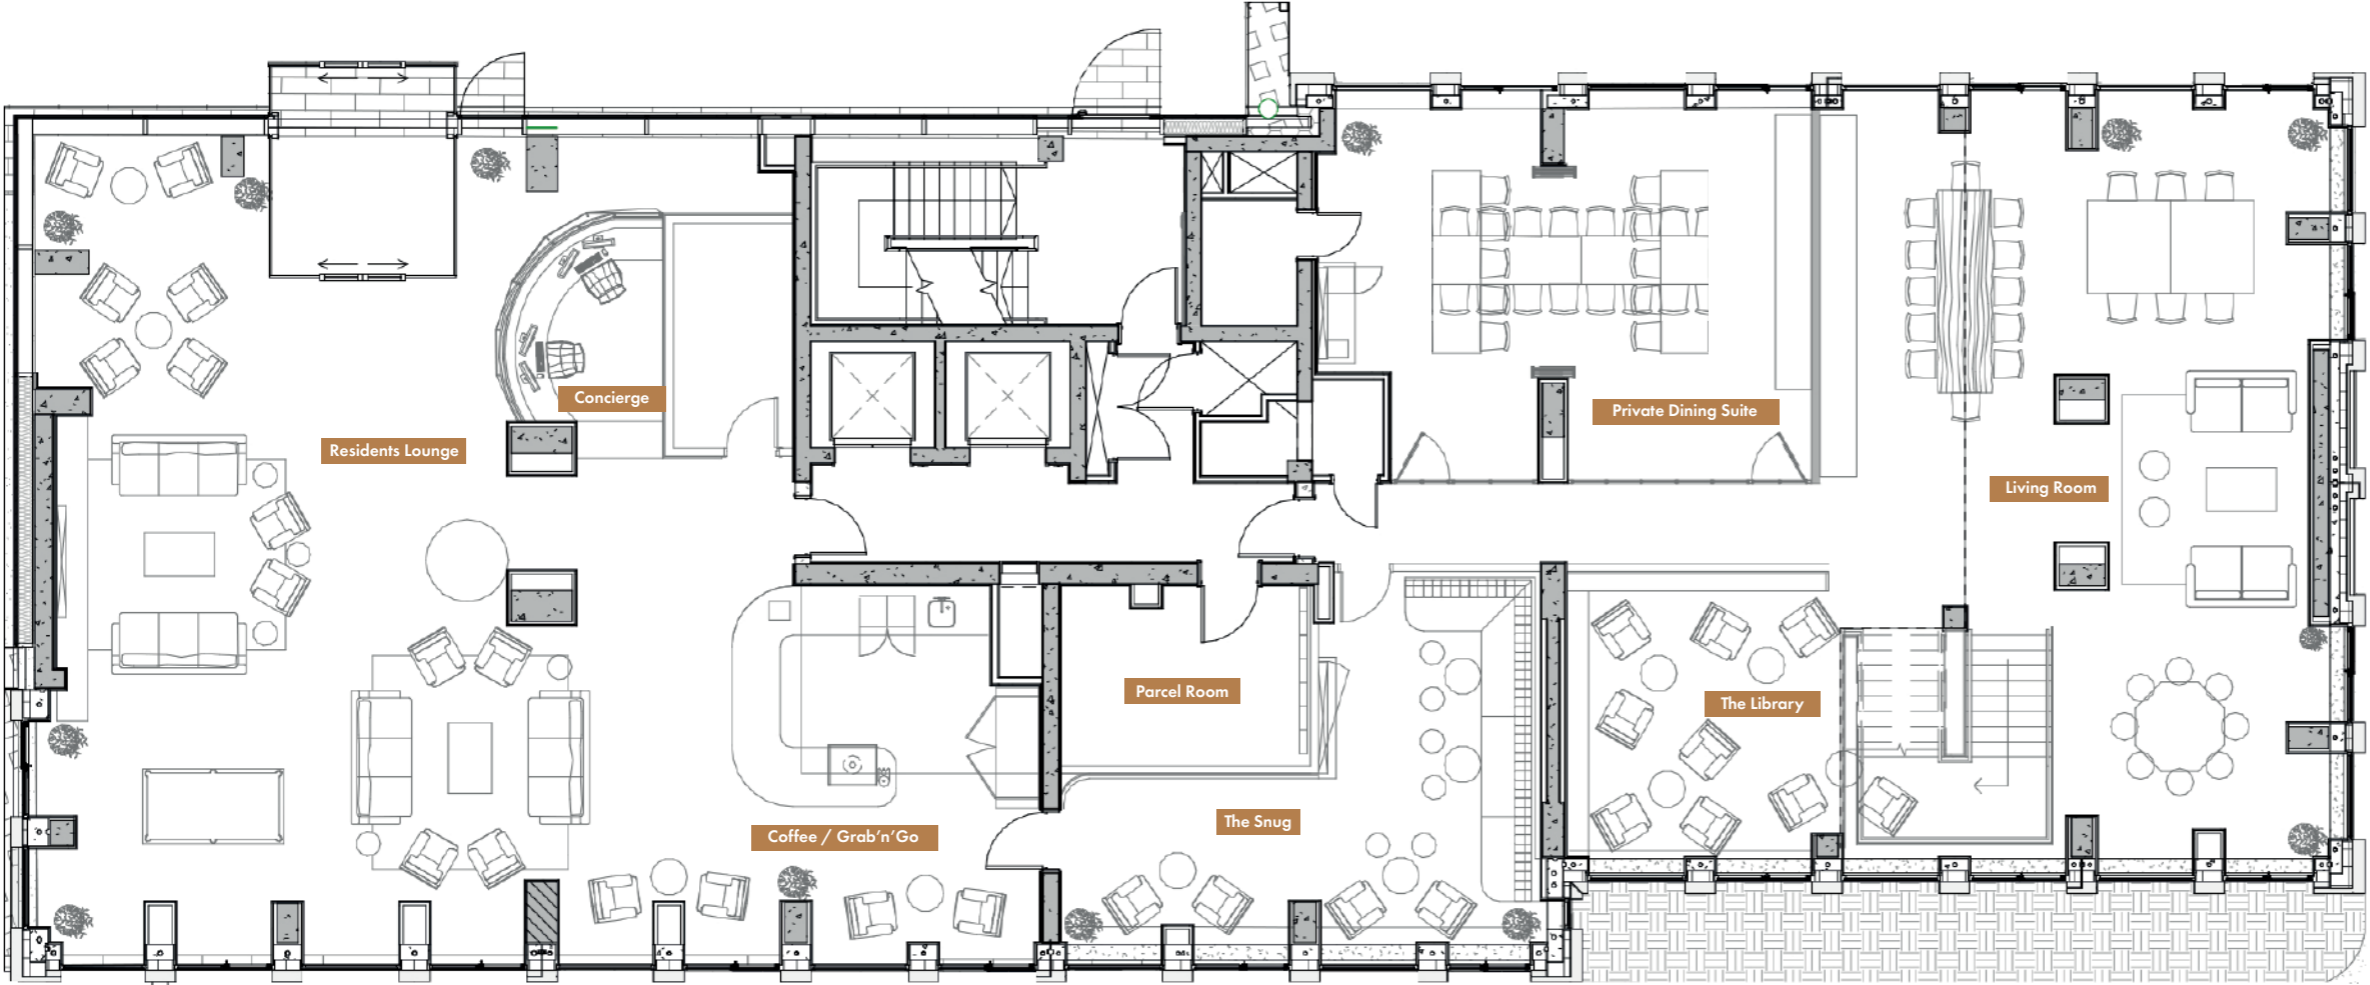 Concierge
Private Dining Suite
Residents Lounge
Living Room
Parcel Room
The Library
The Snug
Coffee / Grab’n’Go